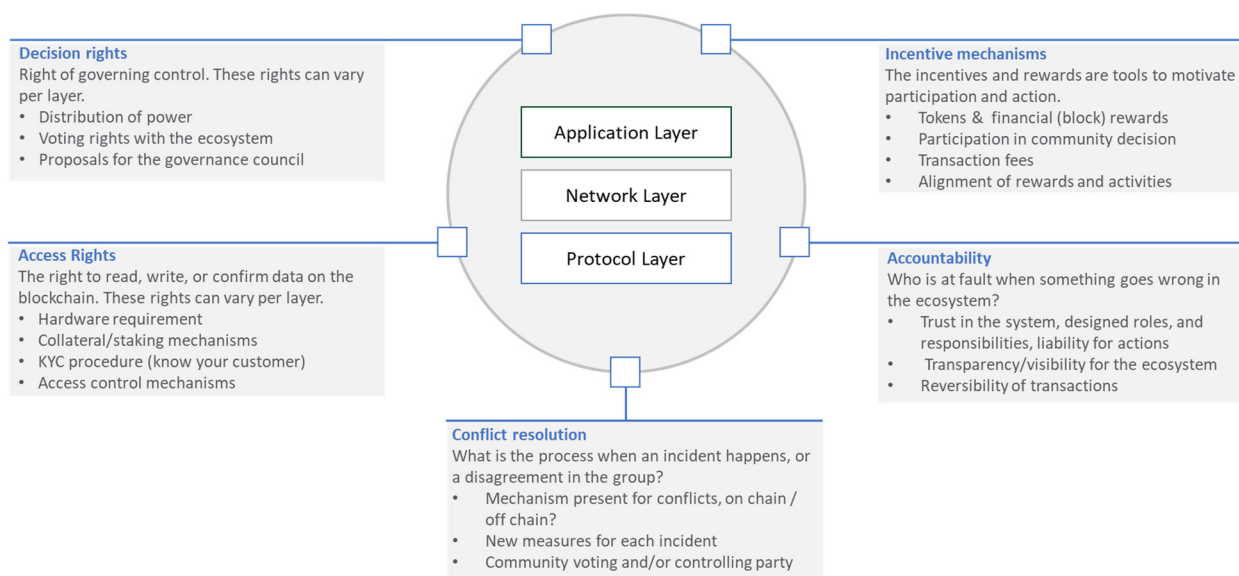 Decision rights
Right of governing control. These rights can vary
per layer.
• Distribution of power
• Voting rights with the ecosystem
• Proposals for the governance council
Access Rights
The right to read, write, or confirm data on the
blockchain. These rights can vary per layer.
• Hardware requirement
• Collateral/staking mechanisms
• KYC procedure (know your customer)
• Access control mechanisms
Application Layer
Network Layer
Protocol Layer
Incentive mechanisms
The incentives and rewards are tools to motivate
participation and action.
• Tokens & financial (block) rewards
• Participation in community decision
• Transaction fees
• Alignment of rewards and activities
Accountability
Who is at fault when something goes wrong in
the ecosystem?
• Trust in the system, designed roles, and
responsibilities, liability for actions
• Transparency/visibility for the ecosystem
• Reversibility of transactions
Conflict resolution
What is the process when an incident happens, or
a disagreement in the group?
• Mechanism present for conflicts, on chain /
off chain?
• New measures for each incident
• Community voting and/or controlling party